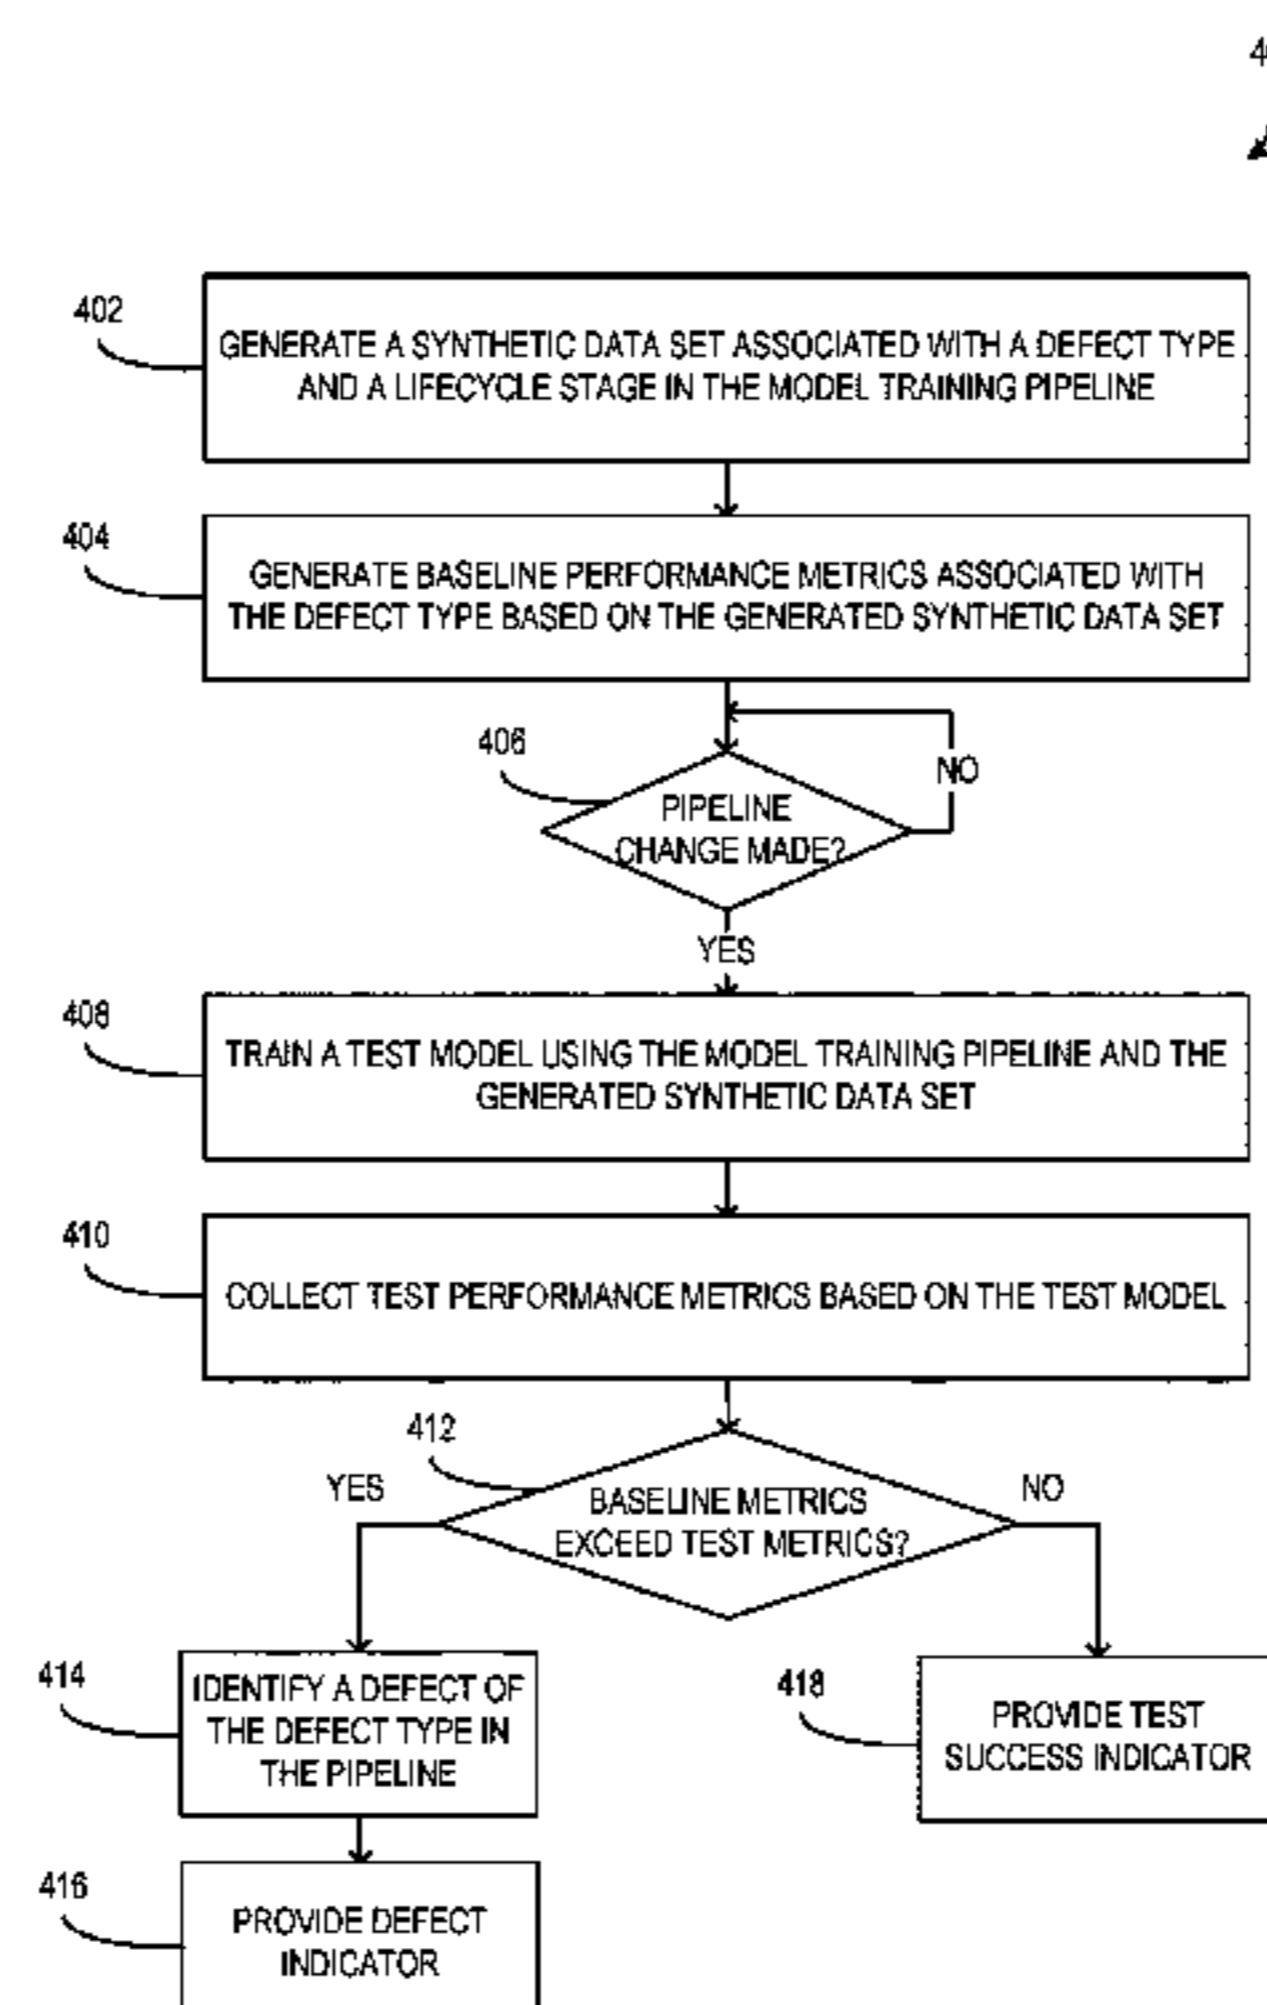 402
GENERATE A SYNTHETIC DATA SET ASSOCIATED WITH A DEFECT TYPE
AND A LIFECYCLE STAGE IN THE MODEL TRAINING PIPELINE
404
GENERATE BASELINE PERFORMANCE METRICS ASSOCIATED WITH
THE DEFECT TYPE BASED ON THE GENERATED SYNTHETIC DATA SET
406
NO
PIPELINE
CHANGE MADE?
YES
408
TRAIN A TEST MODEL USING THE MODEL TRAINING PIPELINE AND THE
GENERATED SYNTHETIC DATA SET
410
COLLECT TEST PERFORMANCE METRICS BASED ON THE TEST MODEL
412
YES
NO
BASELINE METRICS
EXCEED TEST METRICS?
414
IDENTIFY A DEFECT OF
THE DEFECT TYPE IN
THE PIPELINE
418
PROVIDE TEST
SUCCESS INDICATOR
416
PROVIDE DEFECT
INDICATOR